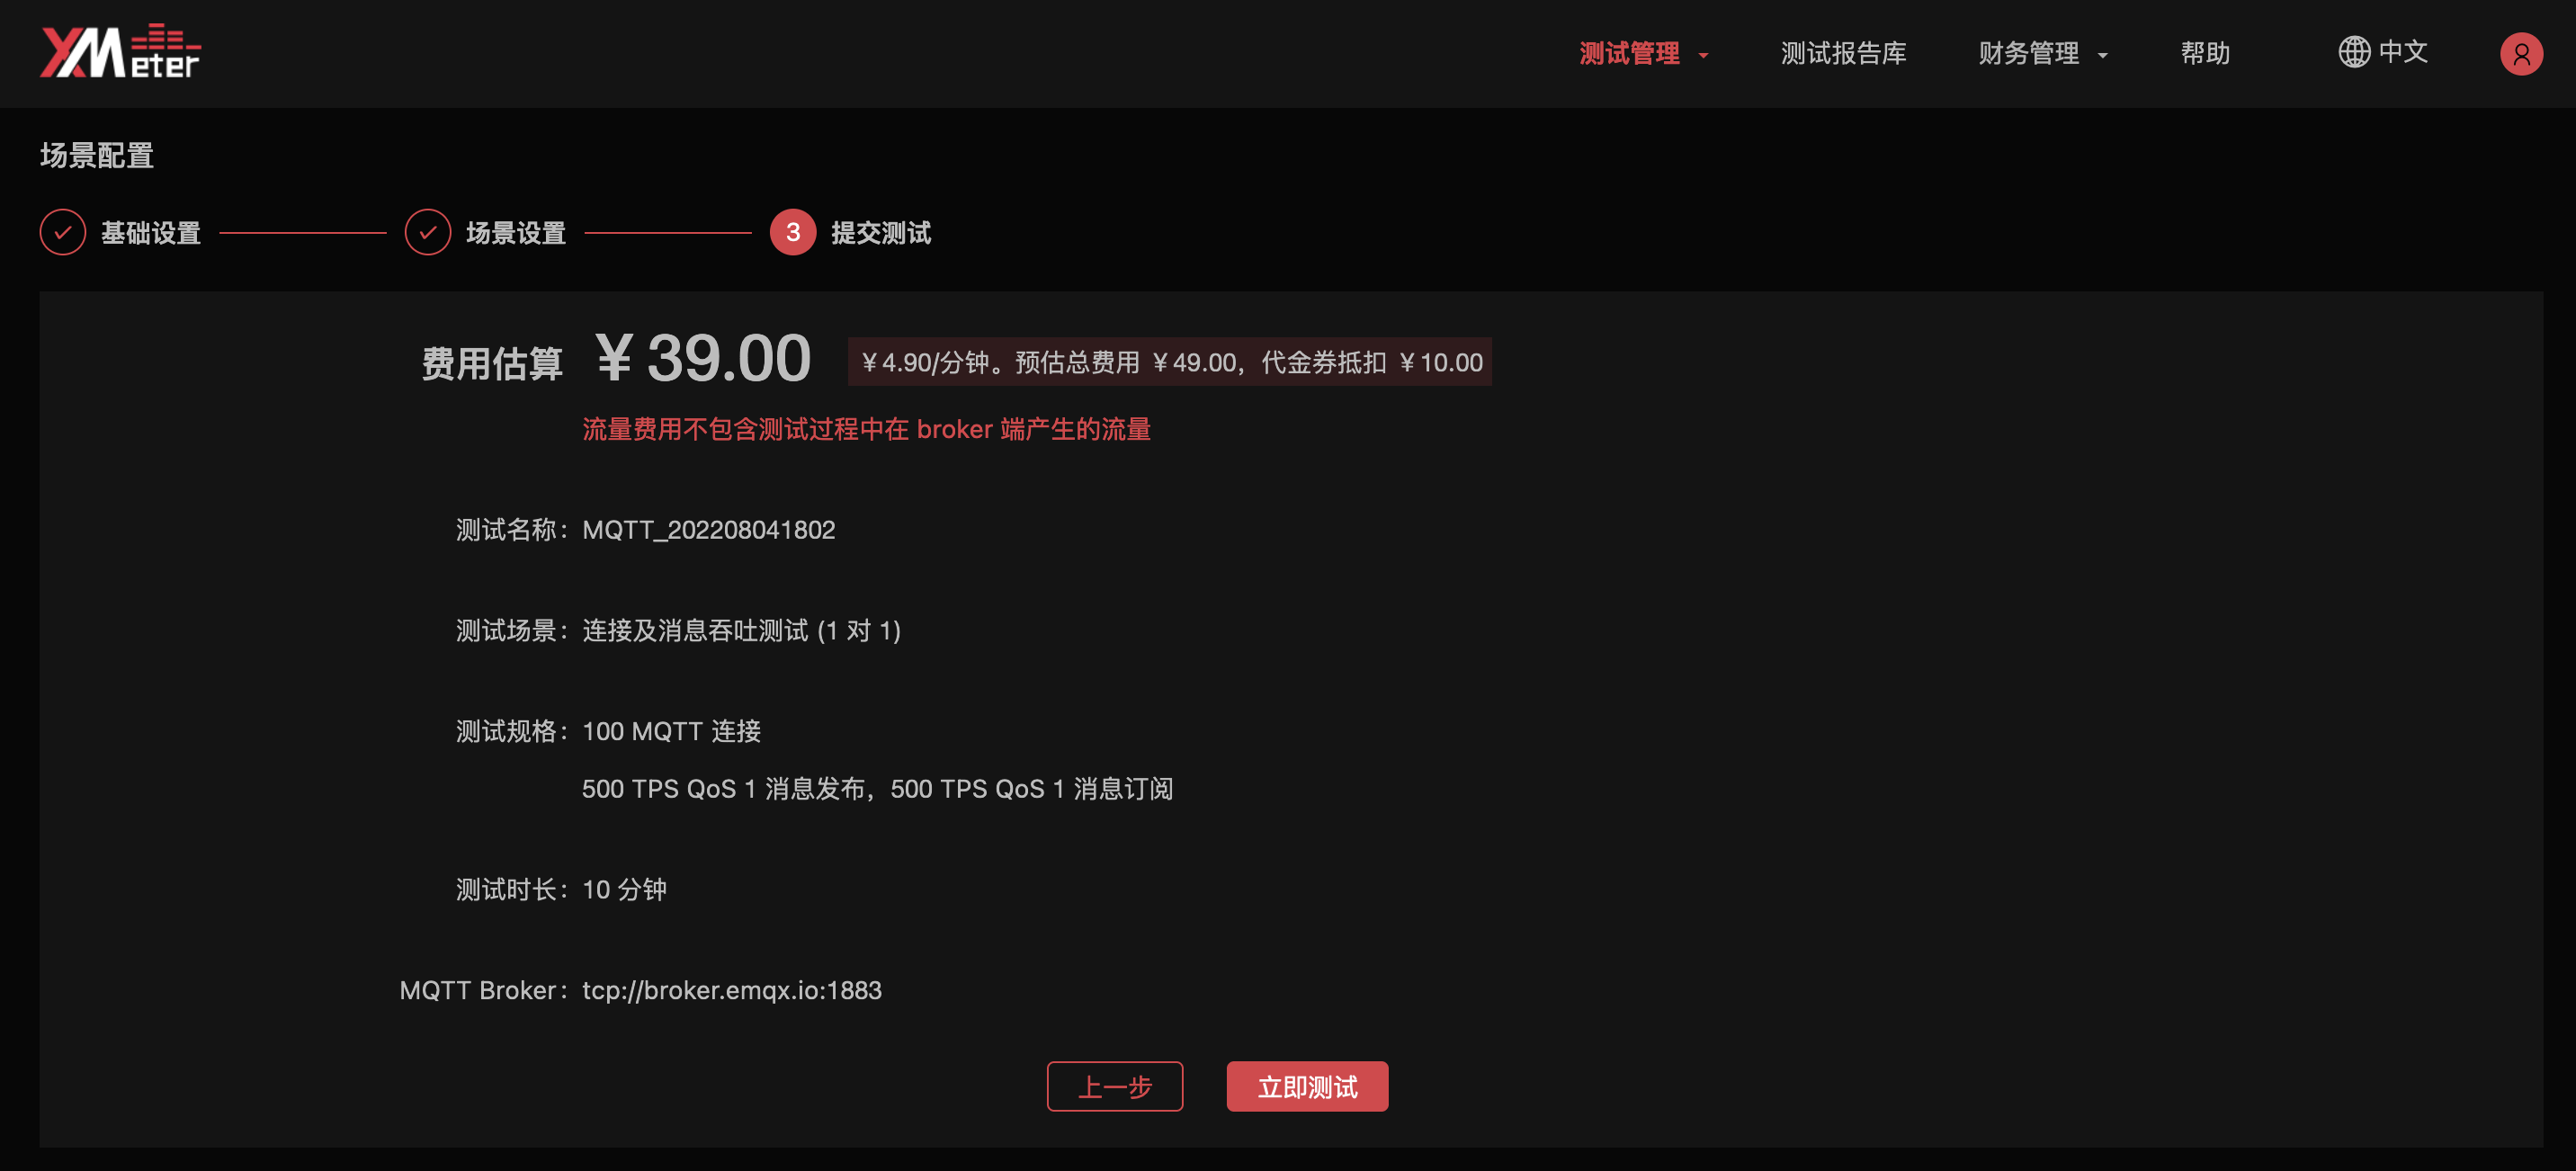 XMeter
测试管理 测试报告库 财务管理 帮助 中文
场景配置
基础设置 场景设置 3 提交测试
费用估算 ¥39.00 ¥4.90/分钟。预估总费用 ¥49.00，代金券抵扣 ¥10.00
流量费用不包含测试过程中在 broker 端产生的流量
测试名称： MQTT_202208041802
测试场景： 连接及消息吞吐测试 (1 对 1)
测试规格： 100 MQTT 连接
500 TPS QoS 1 消息发布，500 TPS QoS 1 消息订阅
测试时长： 10 分钟
MQTT Broker： tcp://broker.emqx.io:1883
上一步 立即测试